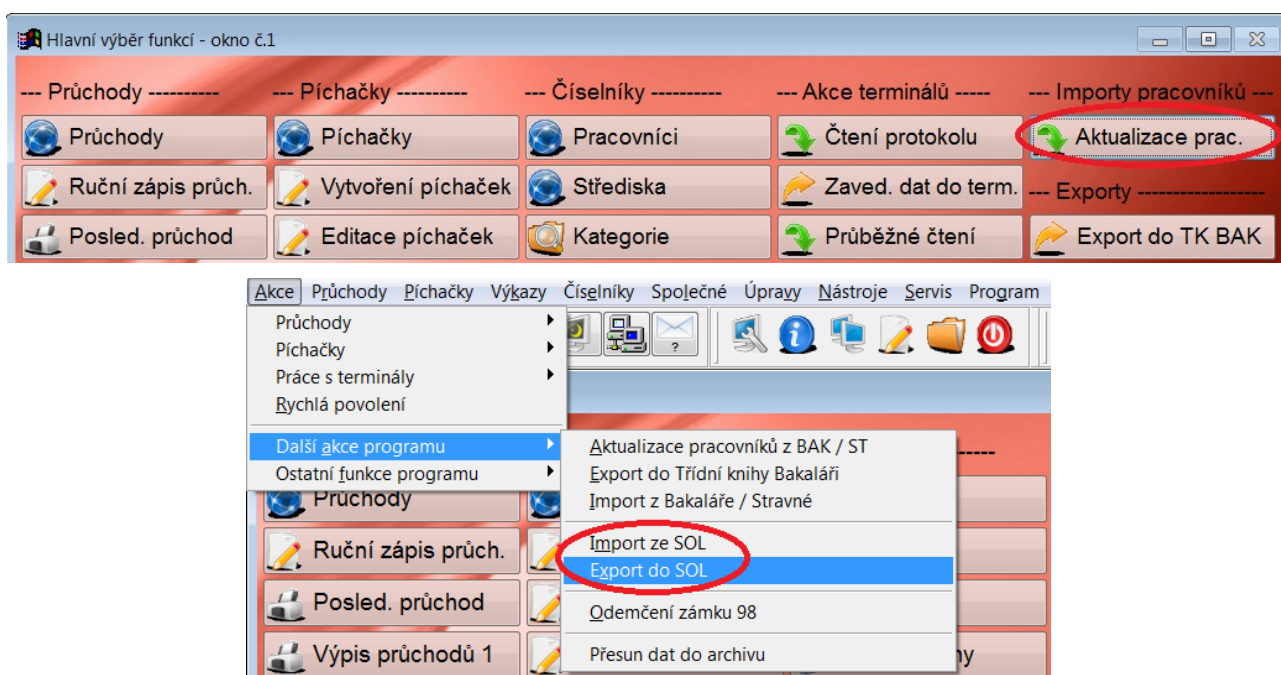 Hlavní výběr funkcí - okno č.1
--- Průchody ---------- --- Píchačky ---------- --- Číselníky ---------- --- Akce terminálů ----- --- Importy pracovníků ---
Průchody Píchačky Pracovníci Čtení protokolu Aktualizace prac.
Ruční zápis průch. Vytvoření píchaček Střediska Zaved. dat do term. --- Exporty ------------------
Posled. průchod Editace píchaček Kategorie Průběžné čtení Export do TK BAK
Akce Průchody Píchačky Výkazy Číselníky Společné Úpravy Nástroje Servis Program
Průchody
Píchačky
Práce s terminály
Rychlá povolení
Další akce programu
Ostatní funkce programu
Aktualizace pracovníků z BAK / ST
Export do Třídní knihy Bakaláři
Import z Bakaláře / Stravné
Import ze SOL
Export do SOL
Odemčení zámku 98
Přesun dat do archivu
Průchody
Ruční zápis průch.
Posled. průchod
Výpis průchodů 1